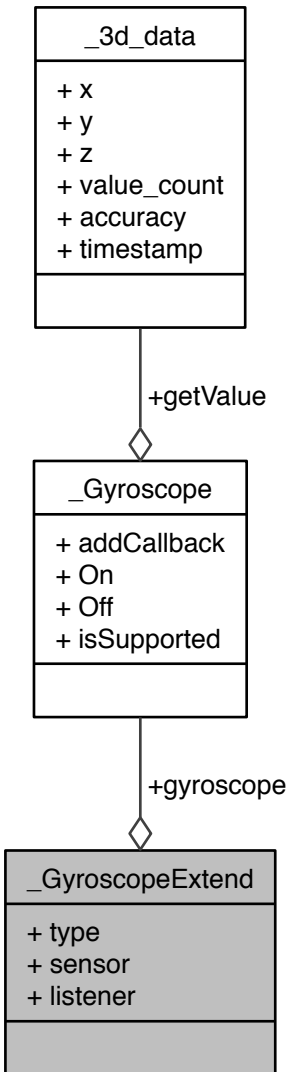 _3d_data
+ x
+ y
+ z
+ value_count
+ accuracy
+ timestamp
+getValue
_Gyroscope
+ addCallback
+ On
+ Off
+ isSupported
+gyroscope
_GyroscopeExtend
+ type
+ sensor
+ listener